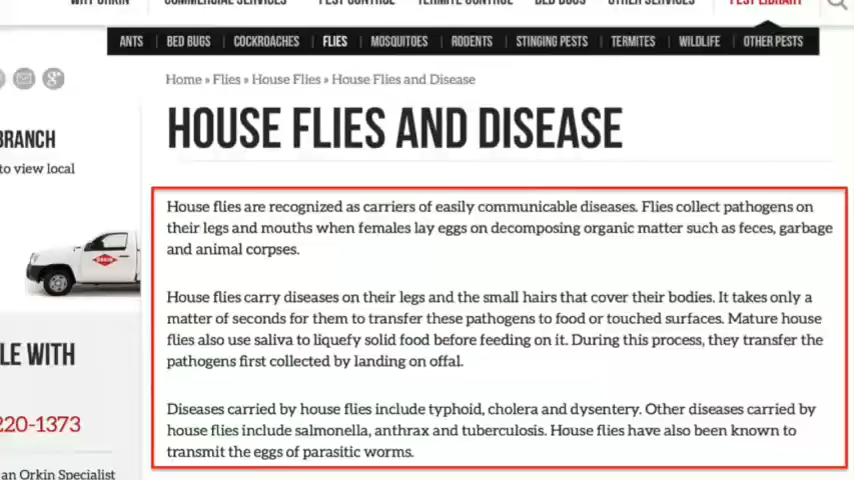 WHY ORKIN COMMERCIAL SERVICES PEST CONTROL TERMITE CONTROL BED BUGS OTHER SERVICES PEST LIBRARY
ANTS BED BUGS COCKROACHES FLIES MOSQUITOES RODENTS STINGING PESTS TERMITES WILDLIFE OTHER PESTS
Home » Flies » House Flies » House Flies and Disease
HOUSE FLIES AND DISEASE
BRANCH
to view local
ORKIN
LE WITH
220-1373
an Orkin Specialist
House flies are recognized as carriers of easily communicable diseases. Flies collect pathogens on
their legs and mouths when females lay eggs on decomposing organic matter such as feces, garbage
and animal corpses.
House flies carry diseases on their legs and the small hairs that cover their bodies. It takes only a
matter of seconds for them to transfer these pathogens to food or touched surfaces. Mature house
flies also use saliva to liquefy solid food before feeding on it. During this process, they transfer the
pathogens first collected by landing on offal.
Diseases carried by house flies include typhoid, cholera and dysentery. Other diseases carried by
house flies include salmonella, anthrax and tuberculosis. House flies have also been known to
transmit the eggs of parasitic worms.